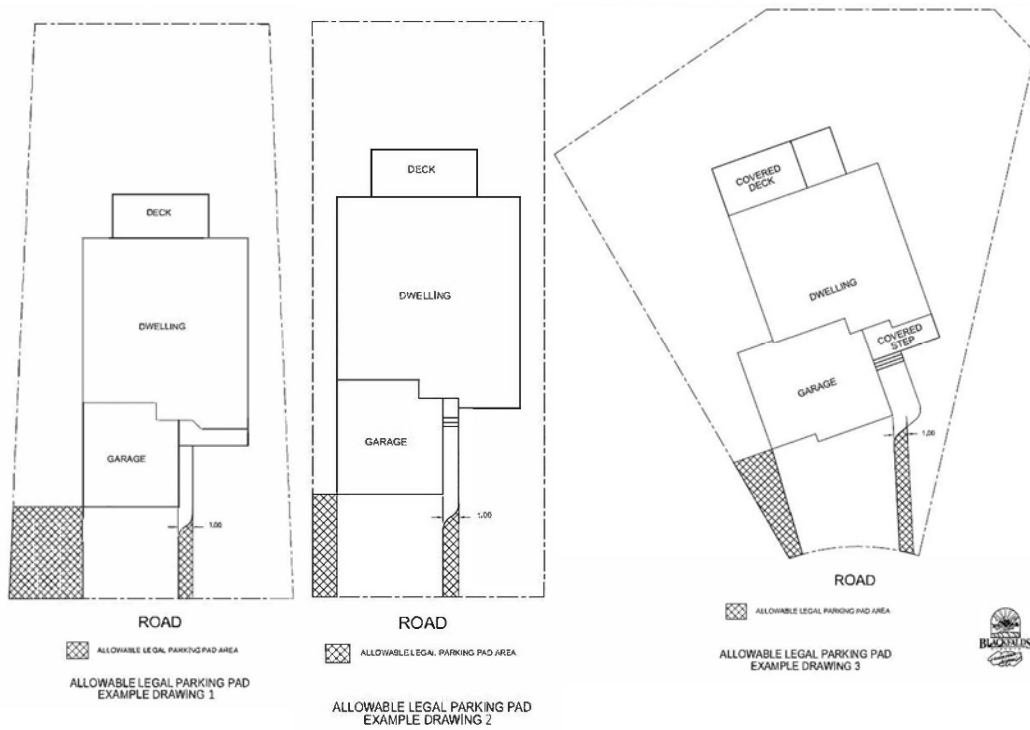 DECK
DWELLING
GARAGE
1.00
ROAD
ALLOWABLE LEGAL PARKING PAD AREA
ALLOWABLE LEGAL PARKING PAD
EXAMPLE DRAWING 1
DECK
DWELLING
GARAGE
1.00
ROAD
ALLOWABLE LEGAL PARKING PAD AREA
ALLOWABLE LEGAL PARKING PAD
EXAMPLE DRAWING 2
COVERED
DECK
DWELLING
COVERED
STEP
GARAGE
1.00
ROAD
ALLOWABLE LEGAL PARKING PAD AREA
ALLOWABLE LEGAL PARKING PAD
EXAMPLE DRAWING 3
BLACKFALDS